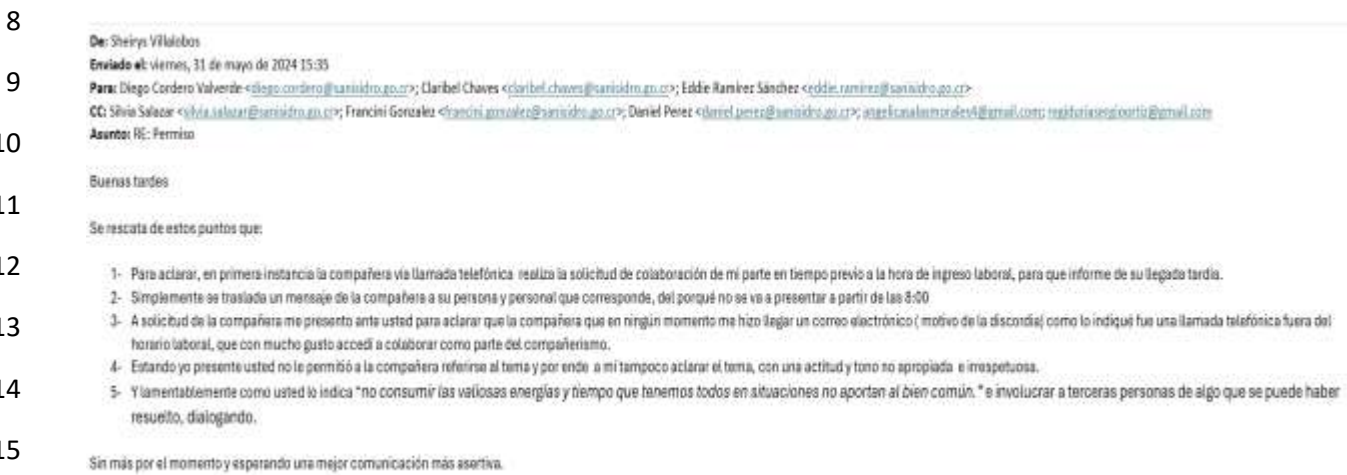 8
De: Sheirys Villalobos
9
Enviado el: viernes, 31 de mayo de 2024 15:35
Para: Diego Cordero Valverde <diego.cordero@sanisidro.go.cr>; Claribel Chaves <claribel.chaves@sanisidro.go.cr>; Eddie Ramírez Sánchez <eddie.ramirez@sanisidro.go.cr>
CC: Silvia Salazar <silvia.salazar@sanisidro.go.cr>; Francini Gonzalez <francini.gonzalez@sanisidro.go.cr>; Daniel Perez <daniel.perez@sanisidro.go.cr>; angelicasalasmorales4@gmail.com; regiduriasergioortiz@gmail.com
10
Asunto: RE: Permiso
Buenas tardes
11
Se rescata de estos puntos que:
12
1- Para aclarar, en primera instancia la compañera via llamada telefónica realiza la solicitud de colaboración de mi parte en tiempo previo a la hora de ingreso laboral, para que informe de su llegada tardia.
2- Simplemente se traslada un mensaje de la compañera a su persona y personal que corresponde, del porqué no se va a presentar a partir de las 8:00
13
3- A solicitud de la compañera me presento ante usted para aclarar que la compañera que en ningún momento me hizo llegar un correo electrónico ( motivo de la discordia) como lo indiqué fue una llamada telefónica fuera del
horario laboral, que con mucho gusto accedí a colaborar como parte del compañerismo.
14
4- Estando yo presente usted no le permitió a la compañera referirse al tema y por ende a mi tampoco aclarar el tema, con una actitud y tono no apropiada e irrespetuosa.
5- Y lamentablemente como usted lo indica "no consumir las valiosas energías y tiempo que tenemos todos en situaciones no aportan al bien común." e involucrar a terceras personas de algo que se puede haber
resuelto, dialogando.
15
Sin más por el momento y esperando una mejor comunicación más asertiva.